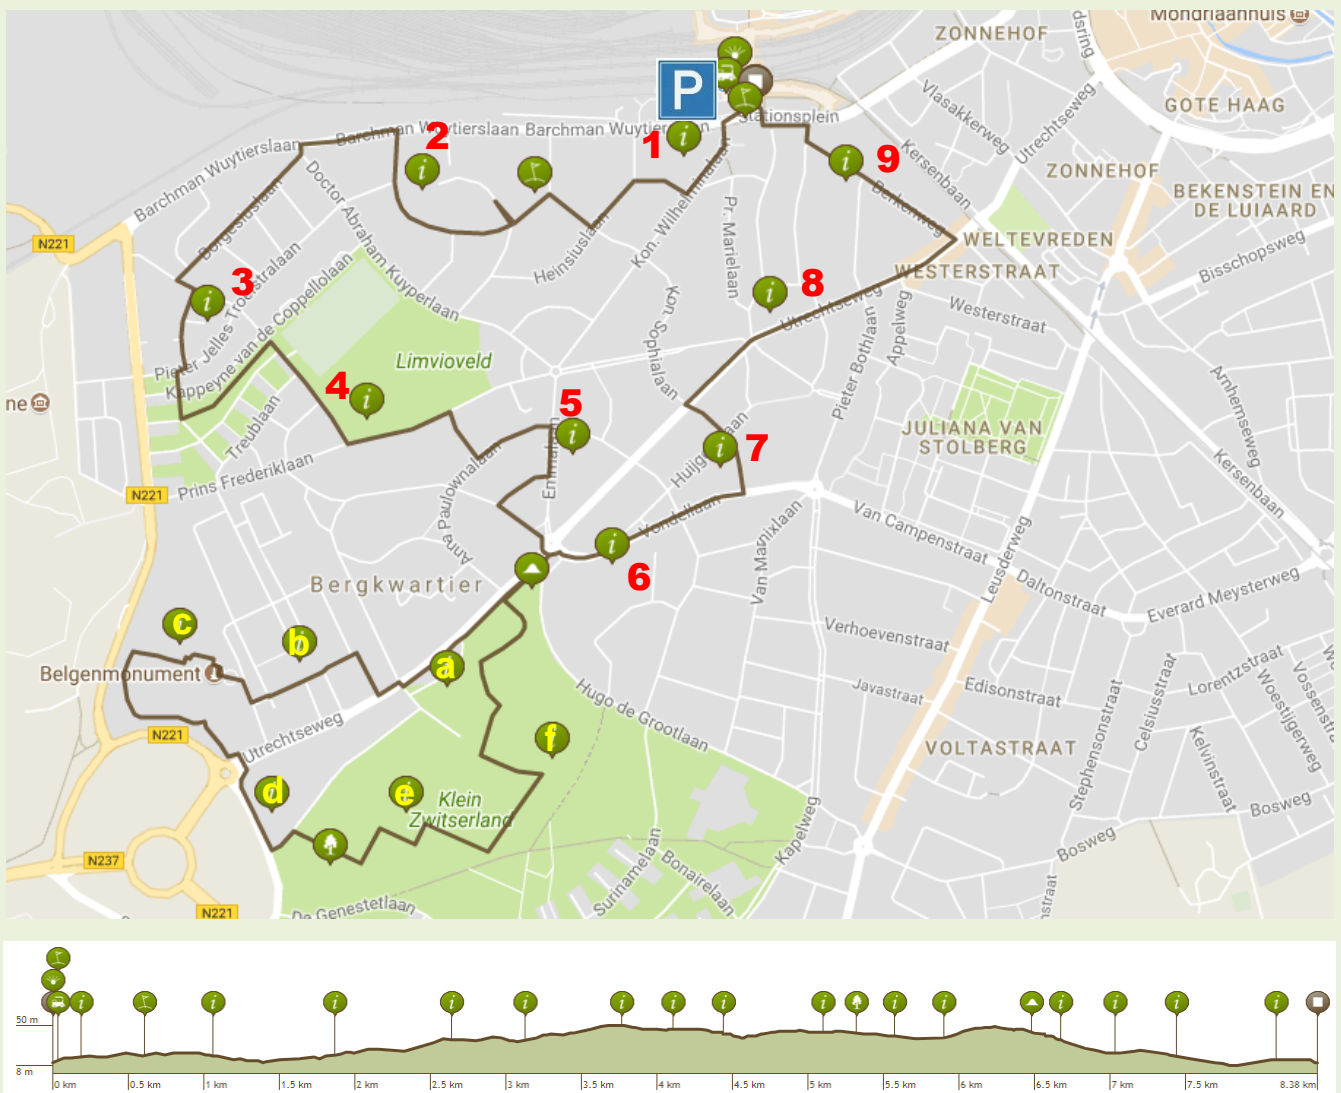 Mondriaanhuis
ZONNEHOF
dsring
P
GOTE HAAG
Vlasakkerweg
Utrechtseweg
Stationsplein
Barchman Wuytierslaan
Barchman Wuytierslaan
2
1
9
Kersenbaan
ZONNEHOF
Barchman Wuytierslaan
Doctor Abraham Kuyperlaan
Kon. Wilhelminalaan
Berkenweg
BEKENSTEIN EN
DE LUIAARD
Borgesiuslaan
Pr. Marielaan
N221
Heinsiuslaan
WELTEVREDEN
Bisschopsweg
WESTERSTRAAT
3
8
Pieter Jelles Troelstralaan
Kappeyne van de Coppellolaan
Kon. Sophialaan
Utrechtseweg
Westerstraat
Appelweg
Pieter Bothlaan
Limvioveld
4
5
ne
Arnhemseweg
Treublaan
JULIANA VAN
STOLBERG
7
Huijgenslaan
Emmalaan
Anna Paulownalaan
Prins Frederiklaan
Kersenbaan
N221
Vondellaan
Van Marnixlaan
Van Campenstraat
Leusderweg
6
Daltonstraat
Everard Meysterweg
Bergkwartier
c
b
a
Verhoevenstraat
Belgenmonument
Javastraat
Edisonstraat
Lorentzstraat
Celsiusstraat
Stephensonstraat
Vossenstra
Woestijgerweg
Hugo de Grootlaan
Utrechtseweg
N221
f
VOLTASTRAAT
Kelvinstraat
d
e
Klein
Zwitserland
Bosweg
Bosweg
Kapelweg
N237
Surinamelaan
Bonairelaan
N221
De Genestetlaan
nstraat
50 m
8 m
0 km
0.5 km
1 km
1.5 km
2 km
2.5 km
3 km
3.5 km
4 km
4.5 km
5 km
5.5 km
6 km
6.5 km
7 km
7.5 km
8.38 km